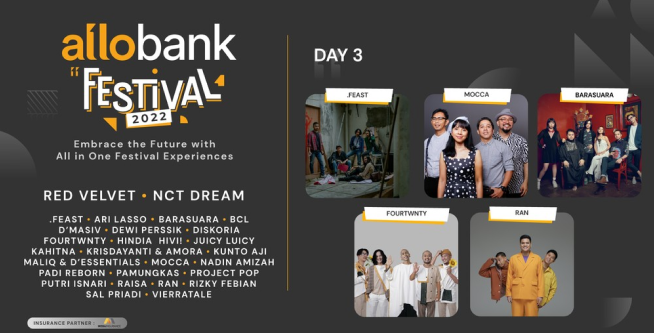 allobank
"FESTIVAL"
2022
Embrace the Future with
All in One Festival Experiences
RED VELVET • NCT DREAM
.FEAST • ARI LASSO • BARASUARA • BCL
D'MASIV • DEWI PERSSIK • DISKORIA
FOURTWNTY • HINDIA HIVI! • JUICY LUICY
KAHITNA • KRISDAYANTI & AMORA • KUNTO AJI
MALIQ & D'ESSENTIALS • MOCCA • NADIN AMIZAH
PADI REBORN • PAMUNGKAS • PROJECT POP
PUTRI ISNARI • RAISA • RAN • RIZKY FEBIAN
SAL PRIADI • VIERRATALE
INSURANCE PARTNER :
DAY 3
.FEAST
MOCCA
BARASUARA
FOURTWNTY
RAN